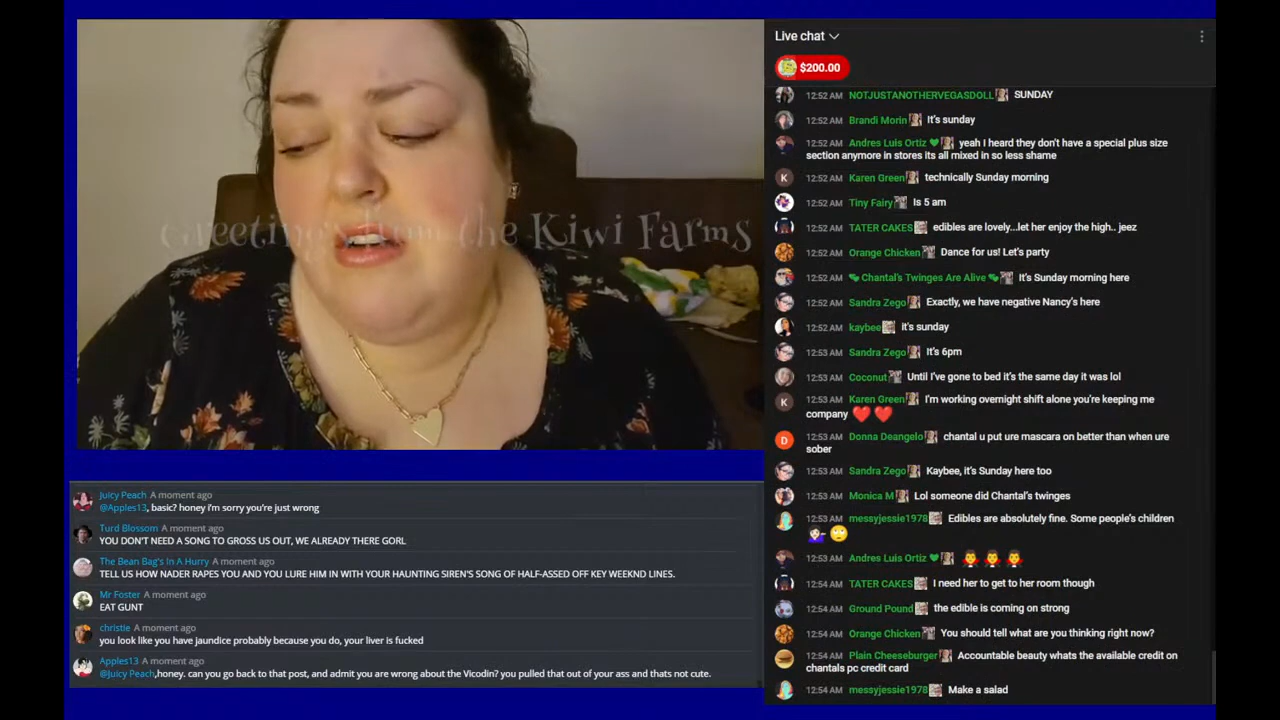 Greetings from the Kiwi Farms
Juicy Peach A moment ago
@Apples13, basic? honey i'm sorry you're just wrong
Turd Blossom A moment ago
YOU DON'T NEED A SONG TO GROSS US OUT, WE ALREADY THERE GORL
The Bean Bag's In A Hurry A moment ago
TELL US HOW NADER RAPES YOU AND YOU LURE HIM IN WITH YOUR HAUNTING SIREN'S SONG OF HALF-ASSED OFF KEY WEEKND LINES.
Mr Foster A moment ago
EAT GUNT
christie A moment ago
you look like you have jaundice probably because you do, your liver is fucked
Apples13 A moment ago
@Juicy Peach,honey. can you go back to that post, and admit you are wrong about the Vicodin? you pulled that out of your ass and thats not cute.
Live chat
$200.00
12:52 AM NOTJUSTANOTHERVEGASDOLL SUNDAY
12:52 AM Brandi Morin It's sunday
12:52 AM Andres Luis Ortiz yeah I heard they don't have a special plus size
section anymore in stores its all mixed in so less shame
12:52 AM Karen Green technically Sunday morning
12:52 AM Tiny Fairy Is 5 am
12:52 AM TATER CAKES edibles are lovely...let her enjoy the high.. jeez
12:52 AM Orange Chicken Dance for us! Let's party
12:52 AM Chantal's Twinges Are Alive It's Sunday morning here
12:52 AM Sandra Zego Exactly, we have negative Nancy's here
12:52 AM kaybee it's sunday
12:53 AM Sandra Zego It's 6pm
12:53 AM Coconut Until I've gone to bed it's the same day it was lol
12:53 AM Karen Green I'm working overnight shift alone you're keeping me
company
12:53 AM Donna Deangelo chantal u put ure mascara on better than when ure
sober
12:53 AM Sandra Zego Kaybee, it's Sunday here too
12:53 AM Monica M Lol someone did Chantal's twinges
12:53 AM messyjessie1978 Edibles are absolutely fine. Some people's children
12:53 AM Andres Luis Ortiz
12:54 AM TATER CAKES I need her to get to her room though
12:54 AM Ground Pound the edible is coming on strong
12:54 AM Orange Chicken You should tell what are you thinking right now?
12:54 AM Plain Cheeseburger Accountable beauty whats the available credit on
chantals pc credit card
12:54 AM messyjessie1978 Make a salad